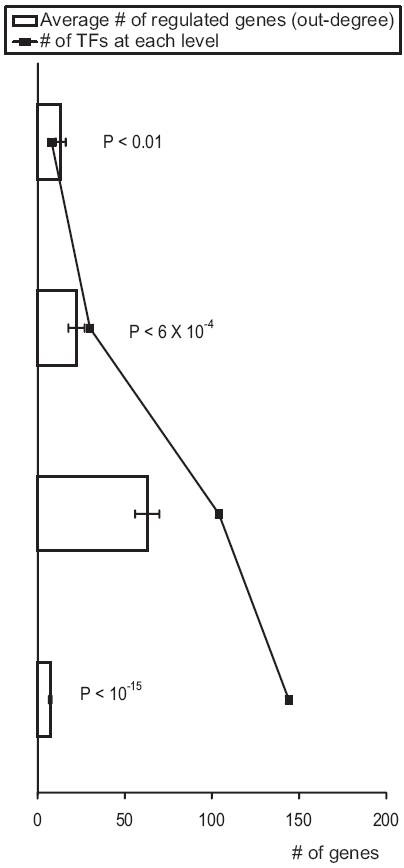 Average # of regulated genes (out-degree)
# of TFs at each level
P < 0.01
P < 6 X 10-4
P < 10-15
0 50 100 150 200
# of genes